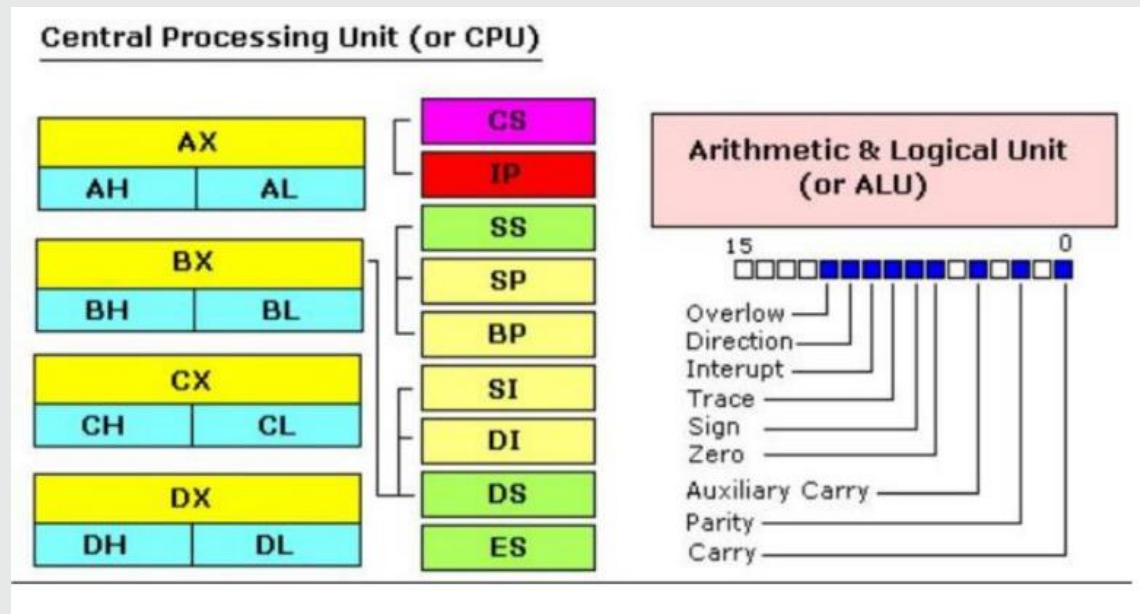 Central Processing Unit (or CPU)
AX
AH AL
BX
BH BL
CX
CH CL
DX
DH DL
CS
IP
SS
SP
BP
SI
DI
DS
ES
Arithmetic & Logical Unit
(or ALU)
15 0
Overlow
Direction
Interupt
Trace
Sign
Zero
Auxiliary Carry
Parity
Carry